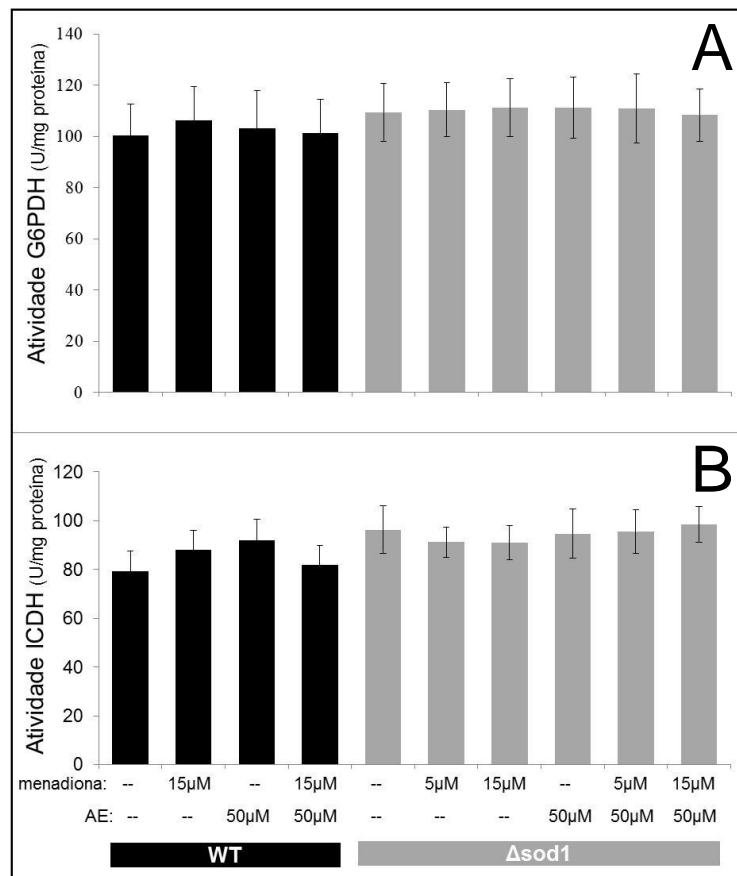 A
Atividade G6PDH (U/mg proteína)
140
120
100
80
60
40
20
0
B
Atividade ICDH (U/mg proteína)
120
100
80
60
40
20
0
menadiona: -- 15µM -- 15µM -- 5µM 15µM -- 5µM 15µM
AE: -- -- 50µM 50µM -- -- -- 50µM 50µM 50µM
WT Δsod1